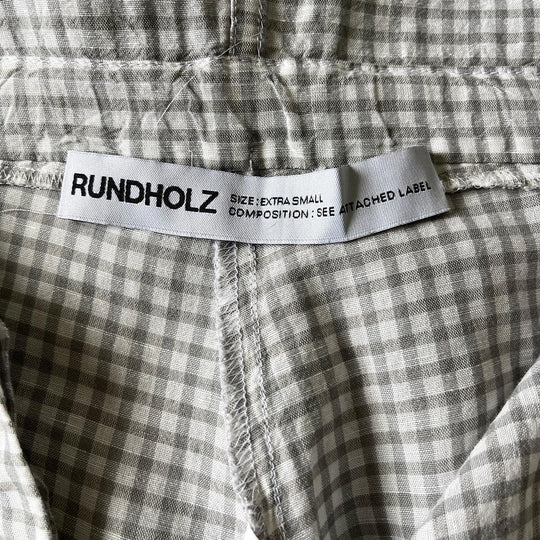 RUNDHOLZ
SIZE: EXTRA SMALL
COMPOSITION: SEE ATTACHED LABEL